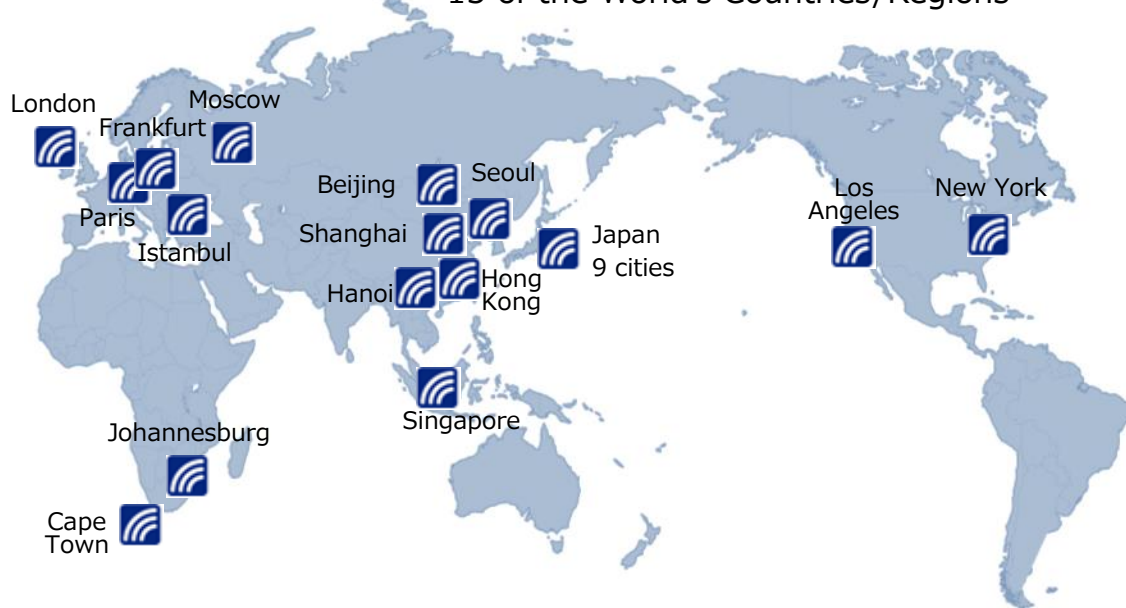 13 of the World's Countries/Regions
London
Moscow
Frankfurt
Paris
Istanbul
Beijing
Seoul
Shanghai
Japan
9 cities
Hanoi
Hong
Kong
Singapore
Johannesburg
Cape
Town
Los
Angeles
New York